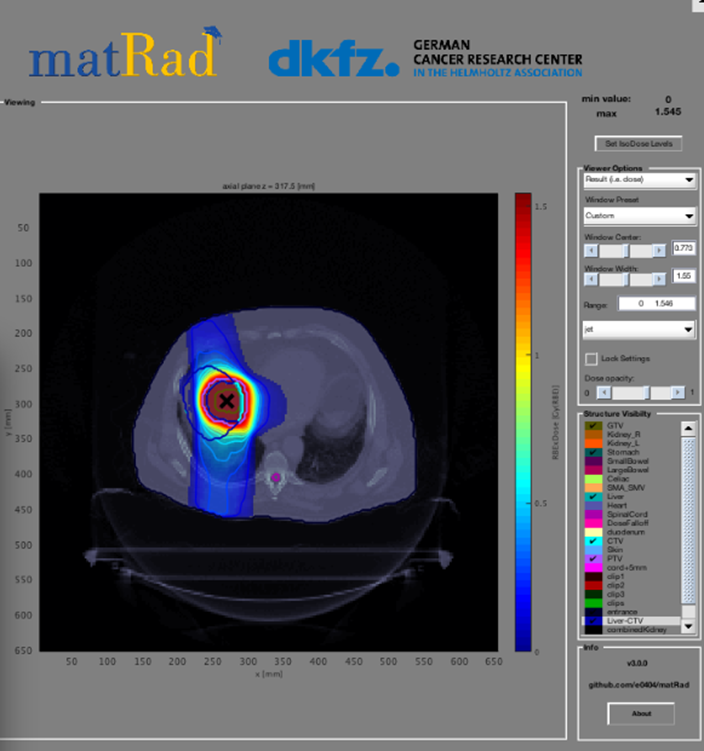 matRad
dkfz.
GERMAN
CANCER RESEARCH CENTER
IN THE HELMHOLTZ ASSOCIATION
Viewing
axial plane z = 317.5 [mm]
50
100
150
200
250
300
350
400
450
500
550
600
650
y [mm]
50 100 150 200 250 300 350 400 450 500 550 600 650
x [mm]
1.5
1
0.5
0
RBExDose [Gy(RBE)]
min value: 0
max 1.545
Set IsoDose Levels
Viewer Options
Result (i.e. dose)
Window Preset
Custom
Window Center:
0.773
Window Width:
1.55
Range: 0 1.546
jet
Lock Settings
Dose opacity:
0 1
Structure Visibilty
GTV
Kidney_R
Kidney_L
Stomach
SmallBowel
LargeBowel
Celiac
SMA_SMV
Liver
Heart
SpinalCord
DoseFalloff
duodenum
CTV
Skin
PTV
cord+5mm
clip1
clip2
clip3
clips
entrance
Liver-CTV
combinedKidney
Info
v3.0.0
github.com/e0404/matRad
About